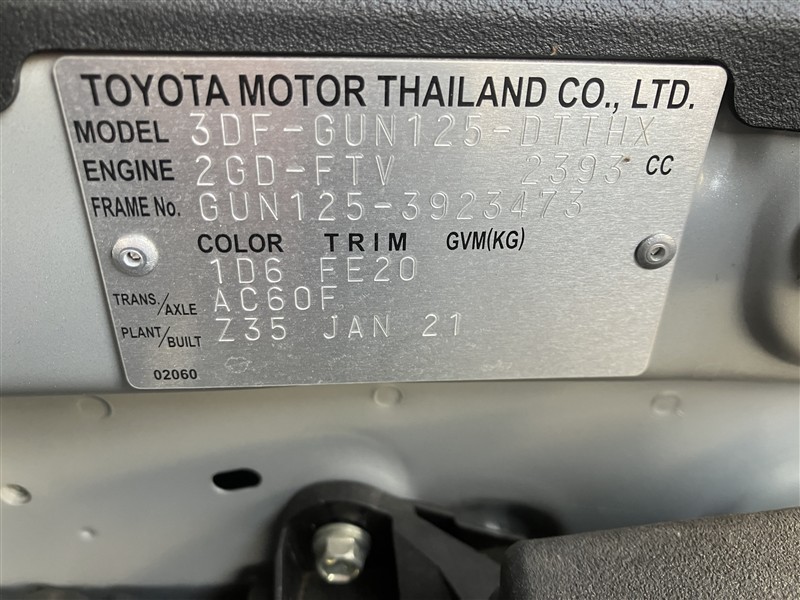 TOYOTA MOTOR THAILAND CO., LTD.
MODEL 3DF-GUN125-DTTHX
ENGINE 2GD-FTV 2393 CC
FRAME No. GUN125-3923473
COLOR TRIM GVM(KG)
1D6 FE20
TRANS./AXLE AC60F
PLANT/BUILT Z35 JAN 21
02060